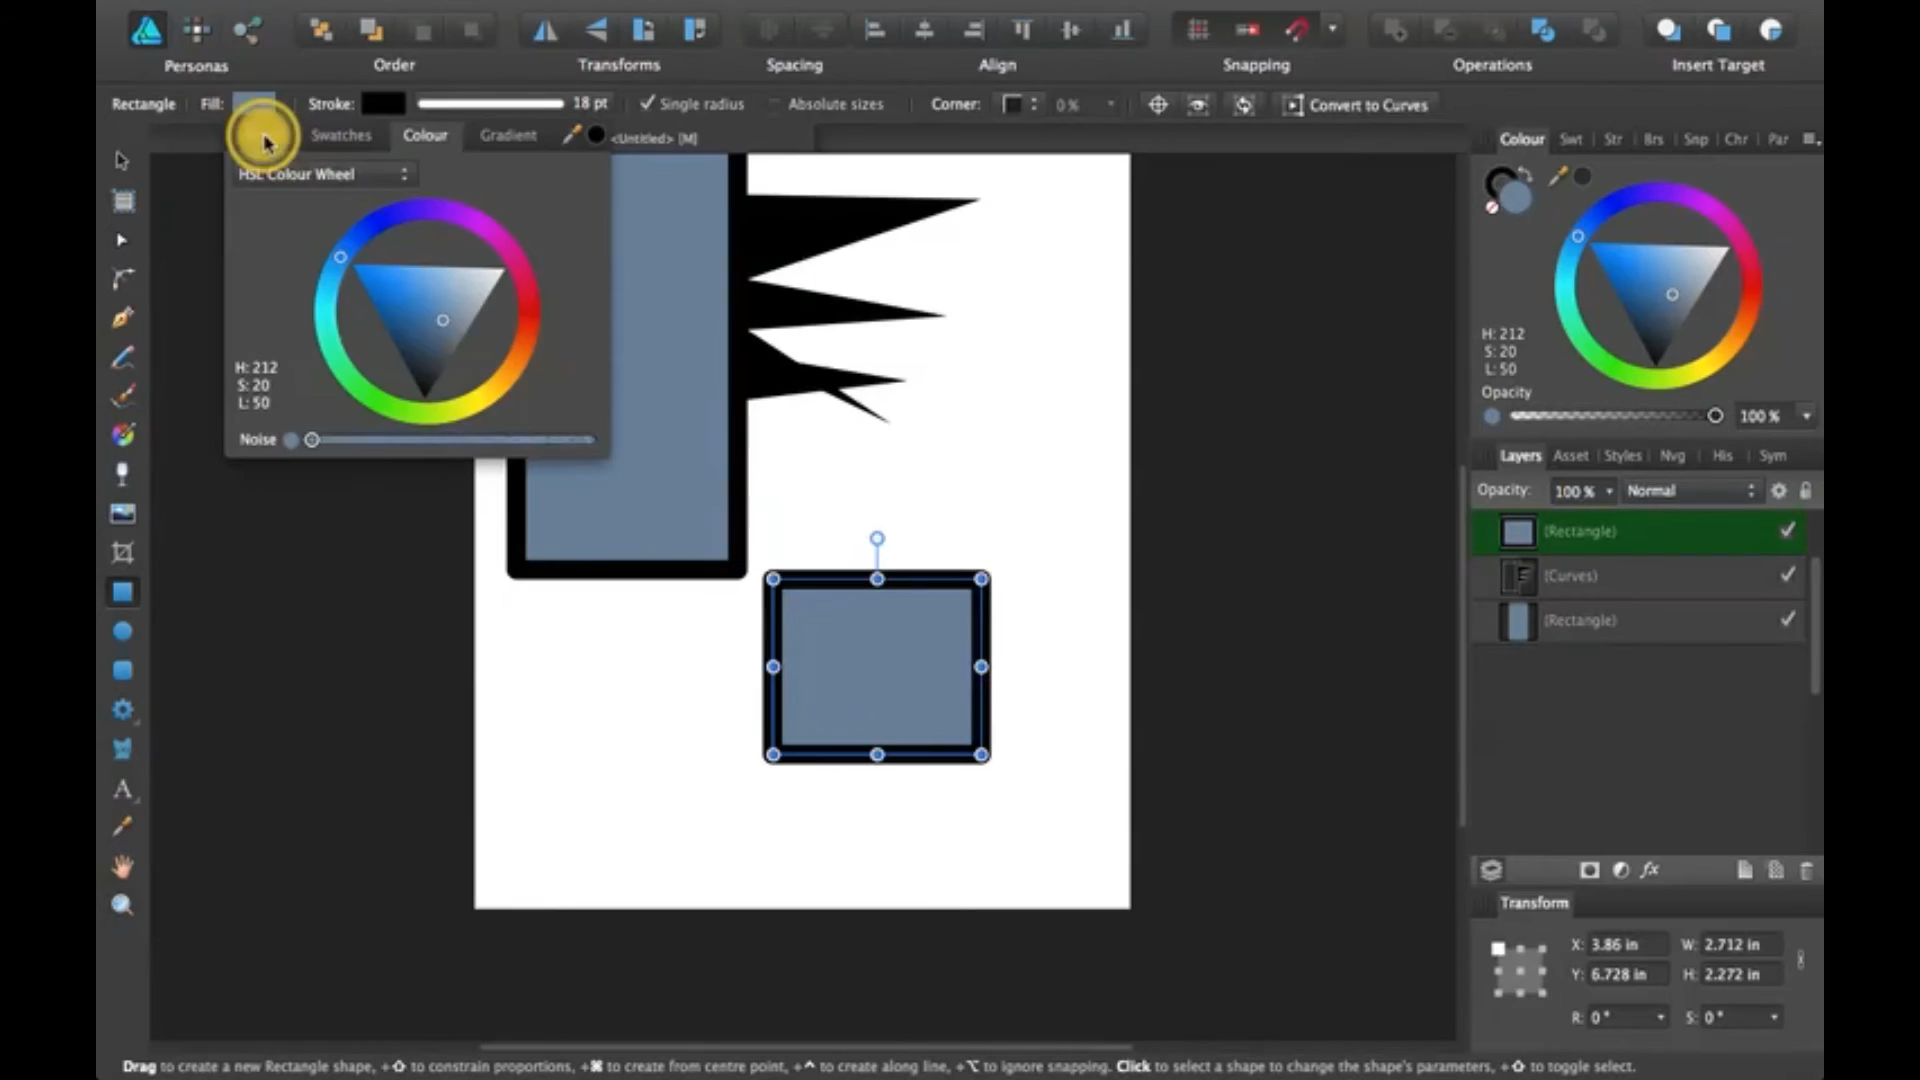 Personas Order Transforms Spacing Align Snapping Operations Insert Target
Rectangle Fill: Stroke: 18 pt Single radius Absolute sizes Corner: 0 % Convert to Curves
Swatches Colour Gradient <Untitled> [M]
Colour Swt Str Brs Snp Chr Par
HSL Colour Wheel
H: 212
S: 20
L: 50
Noise
H: 212
S: 20
L: 50
Opacity
100 %
Layers Asset Styles Nvg His Sym
Opacity: 100 % Normal
(Rectangle)
(Curves)
(Rectangle)
fx
Transform
X: 3.86 in W: 2.712 in
Y: 6.728 in H: 2.272 in
R: 0 ° S: 0 °
A
Drag to create a new Rectangle shape, +⇧ to constrain proportions, +⌘ to create from centre point, +^ to create along line, +⌥ to ignore snapping. Click to select a shape to change the shape's parameters, +⇧ to toggle select.